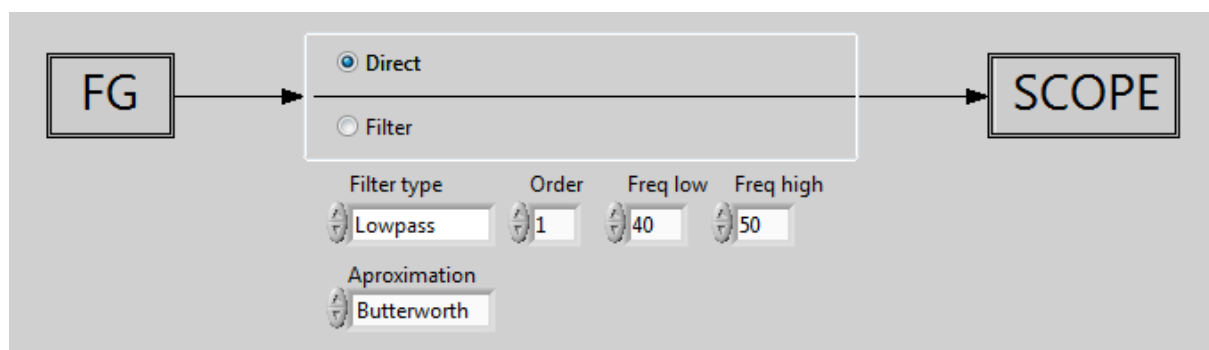 FG
Direct
Filter
SCOPE
Filter type Order Freq low Freq high
Lowpass 1 40 50
Aproximation
Butterworth